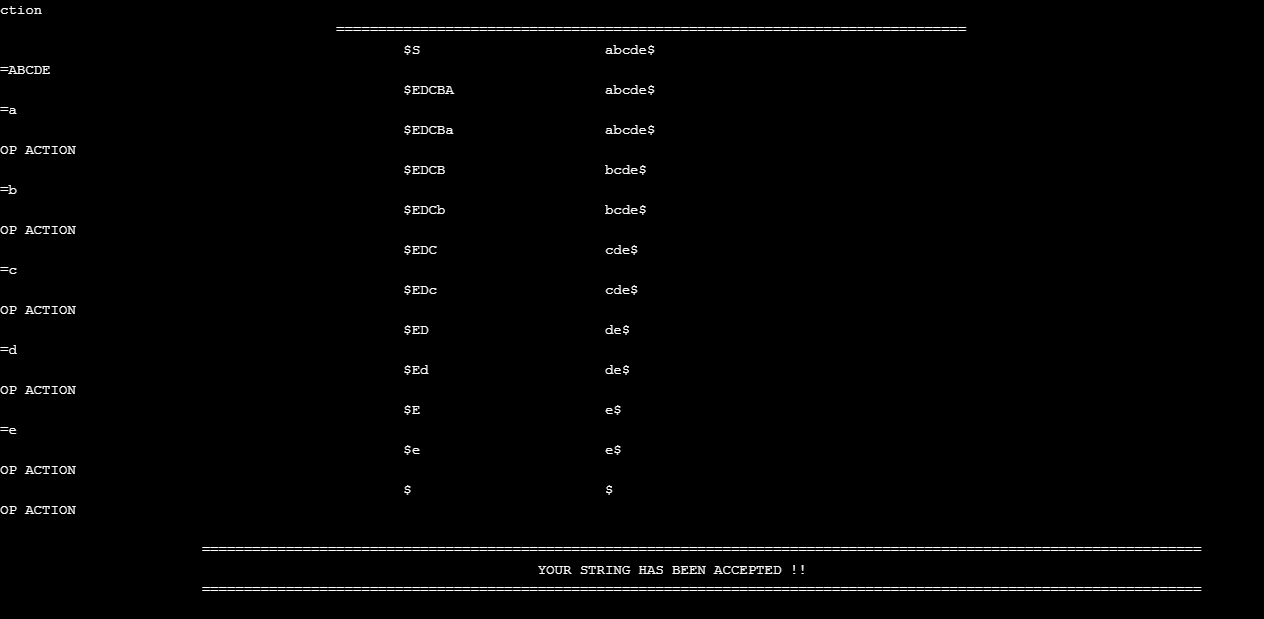 ction
===========================================================================
$S abcde$
=ABCDE
$EDCBA abcde$
=a
$EDCBa abcde$
OP ACTION
$EDCB bcde$
=b
$EDCb bcde$
OP ACTION
$EDC cde$
=c
$EDc cde$
OP ACTION
$ED de$
=d
$Ed de$
OP ACTION
$E e$
=e
$e e$
OP ACTION
$ $
OP ACTION
=======================================================================================================================
YOUR STRING HAS BEEN ACCEPTED !!
=======================================================================================================================